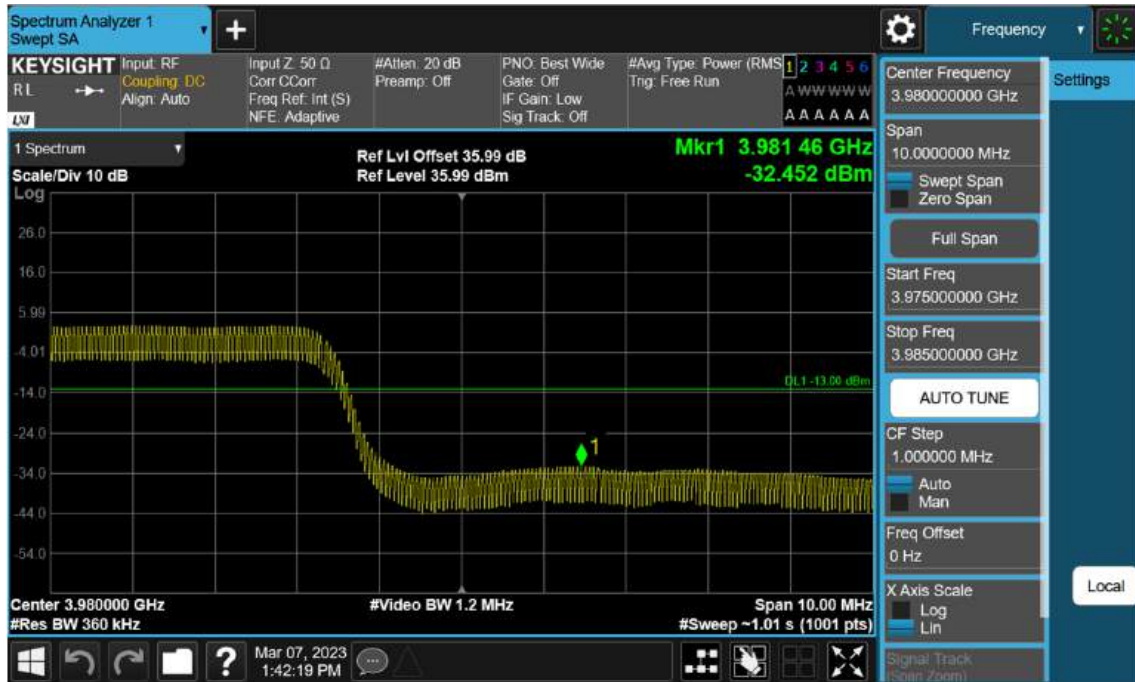 Spectrum Analyzer 1
Swept SA
+
Frequency
KEYSIGHT
RL
LXI
Input: RF
Coupling: DC
Align: Auto
Input Z: 50 Ω
Corr CCorr
Freq Ref: Int (S)
NFE: Adaptive
#Atten: 20 dB
Preamp: Off
PNO: Best Wide
Gate: Off
IF Gain: Low
Sig Track: Off
#Avg Type: Power (RMS
Trig: Free Run
1 2 3 4 5 6
A W W W W W
A A A A A A
1 Spectrum
Scale/Div 10 dB
Ref Lvl Offset 35.99 dB
Ref Level 35.99 dBm
Mkr1 3.981 46 GHz
-32.452 dBm
Log
26.0
16.0
5.99
-4.01
-14.0
-24.0
-34.0
-44.0
-54.0
DL1 -13.00 dBm
1
Center 3.980000 GHz
#Video BW 1.2 MHz
Span 10.00 MHz
#Res BW 360 kHz
#Sweep ~1.01 s (1001 pts)
Mar 07, 2023
1:42:19 PM
?
Center Frequency
3.980000000 GHz
Span
10.0000000 MHz
Swept Span
Zero Span
Full Span
Start Freq
3.975000000 GHz
Stop Freq
3.985000000 GHz
AUTO TUNE
CF Step
1.000000 MHz
Auto
Man
Freq Offset
0 Hz
X Axis Scale
Log
Lin
Signal Track
(Span Zoom)
Settings
Local